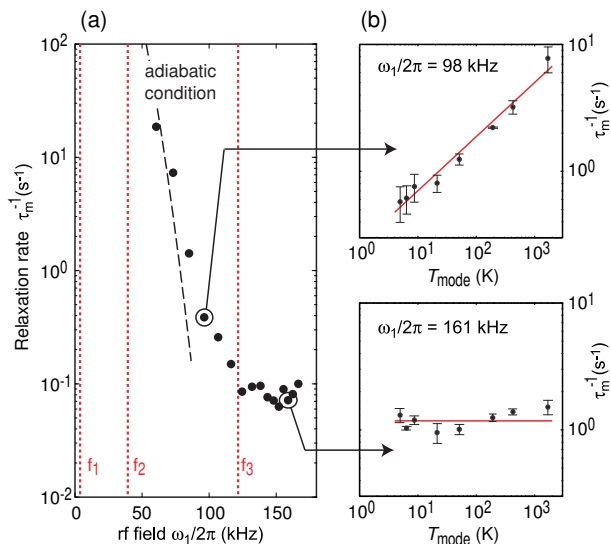 (a)
(b)
10²
10¹
10⁰
10⁻¹
10⁻²
Relaxation rate τₘ⁻¹(s⁻¹)
adiabatic
condition
f₁
f₂
f₃
0
50
100
150
rf field ω₁/2π (kHz)
ω₁/2π = 98 kHz
10¹
10⁰
τₘ⁻¹(s⁻¹)
10⁰ 10¹ 10² 10³
T_mode (K)
ω₁/2π = 161 kHz
10¹
10⁰
τₘ⁻¹(s⁻¹)
10⁰ 10¹ 10² 10³
T_mode (K)